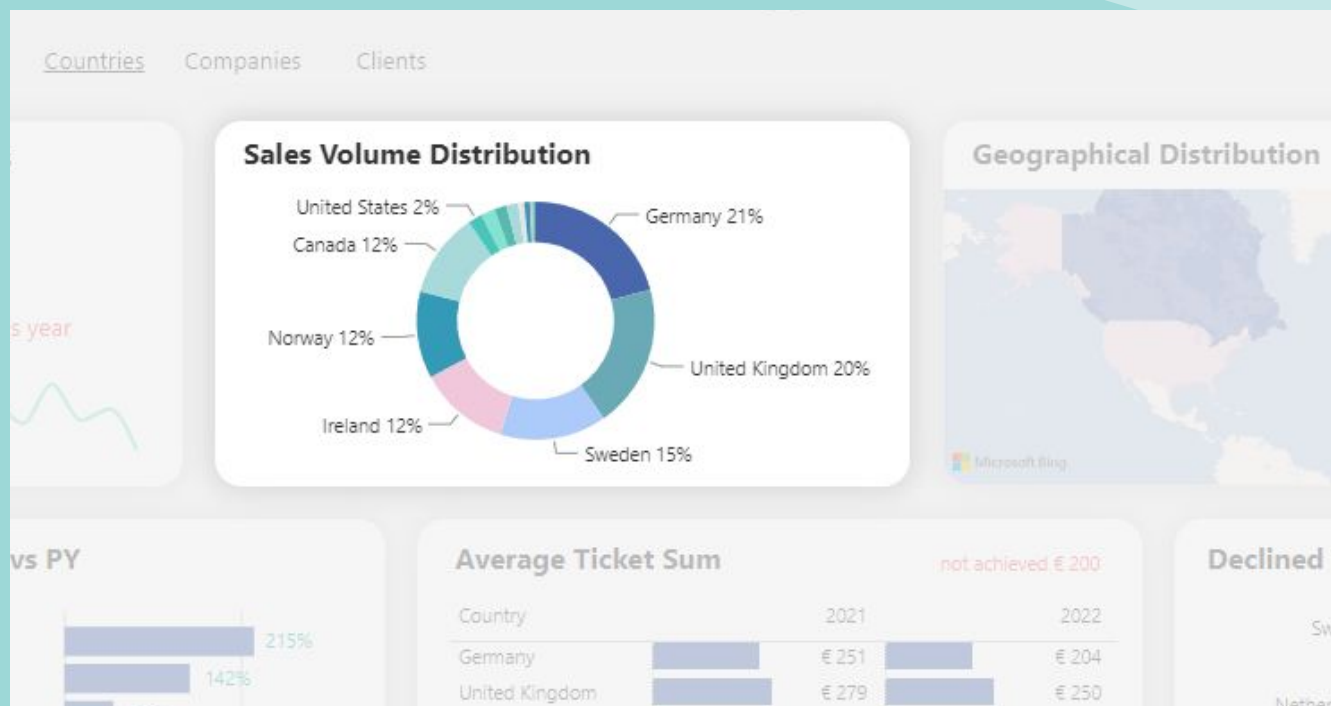 Countries Companies Clients
Sales Volume Distribution
United States 2%
Germany 21%
Canada 12%
Norway 12%
United Kingdom 20%
Ireland 12%
Sweden 15%
Geographical Distribution
Microsoft Bing
s year
vs PY
215%
142%
Average Ticket Sum
not achieved € 200
Country 2021 2022
Germany € 251 € 204
United Kingdom € 279 € 250
Declined
Sw
Nether